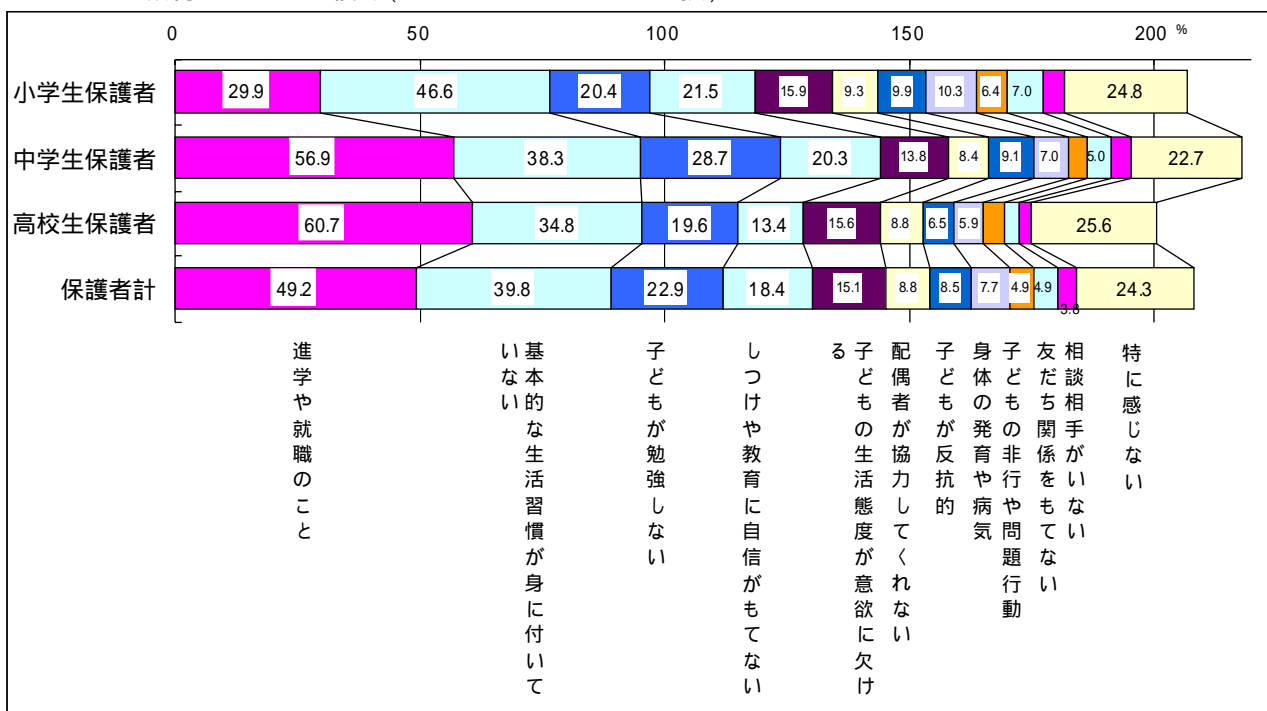 0 50 100 150 200 %
小学生保護者 29.9 46.6 20.4 21.5 15.9 9.3 9.9 10.3 6.4 7.0 24.8
中学生保護者 56.9 38.3 28.7 20.3 13.8 8.4 9.1 7.0 5.0 22.7
高校生保護者 60.7 34.8 19.6 13.4 15.6 8.8 6.5 5.9 25.6
保護者計 49.2 39.8 22.9 18.4 15.1 8.8 8.5 7.7 4.9 4.9 3.8 24.3
進学や就職のこと
基本的な生活習慣が身に付いて
いない
子どもが勉強しない
しつけや教育に自信がもてない
子どもの生活態度が意欲に欠け
る
配偶者が協力してくれない
子どもが反抗的
身体の発育や病気
子どもの非行や問題行動
友だち関係をもてない
相談相手がいない
特に感じない